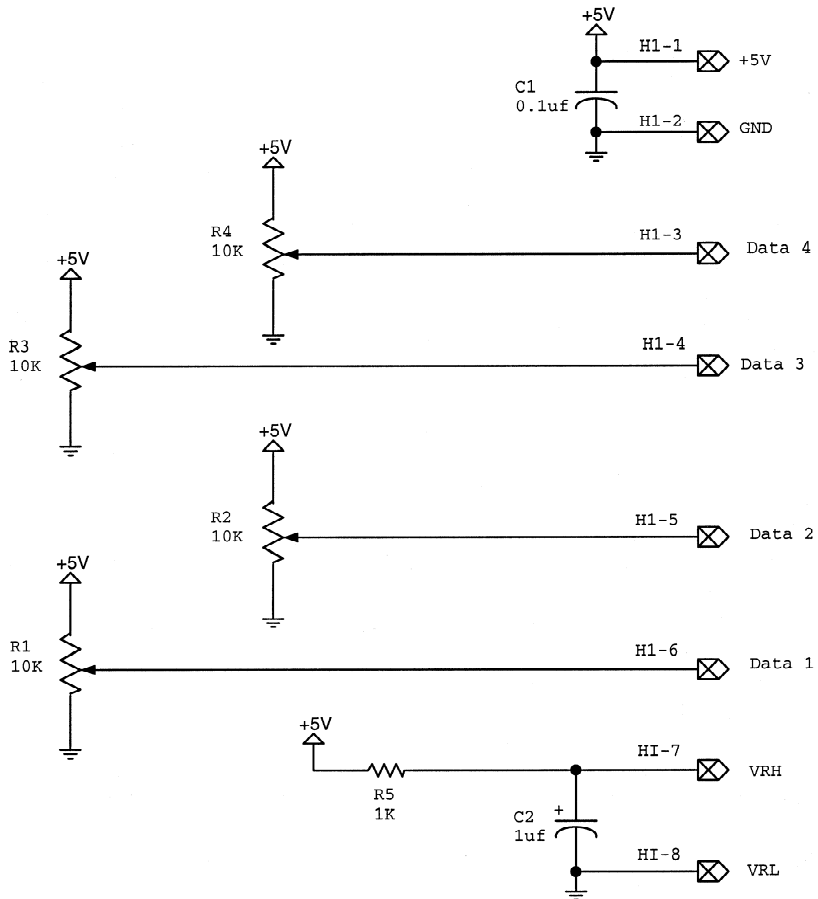 +5V
H1-1
+5V
C1
0.1uf
H1-2
GND
+5V
R4
10K
H1-3
Data 4
+5V
R3
10K
H1-4
Data 3
+5V
R2
10K
H1-5
Data 2
+5V
R1
10K
H1-6
Data 1
+5V
R5
1K
HI-7
VRH
C2
+
1uf
HI-8
VRL